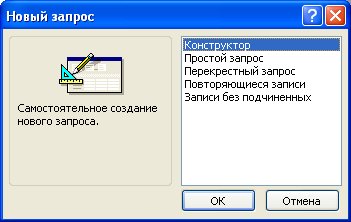 Новый запрос
Самостоятельное создание
нового запроса.
Конструктор
Простой запрос
Перекрестный запрос
Повторяющиеся записи
Записи без подчиненных
ОК
Отмена